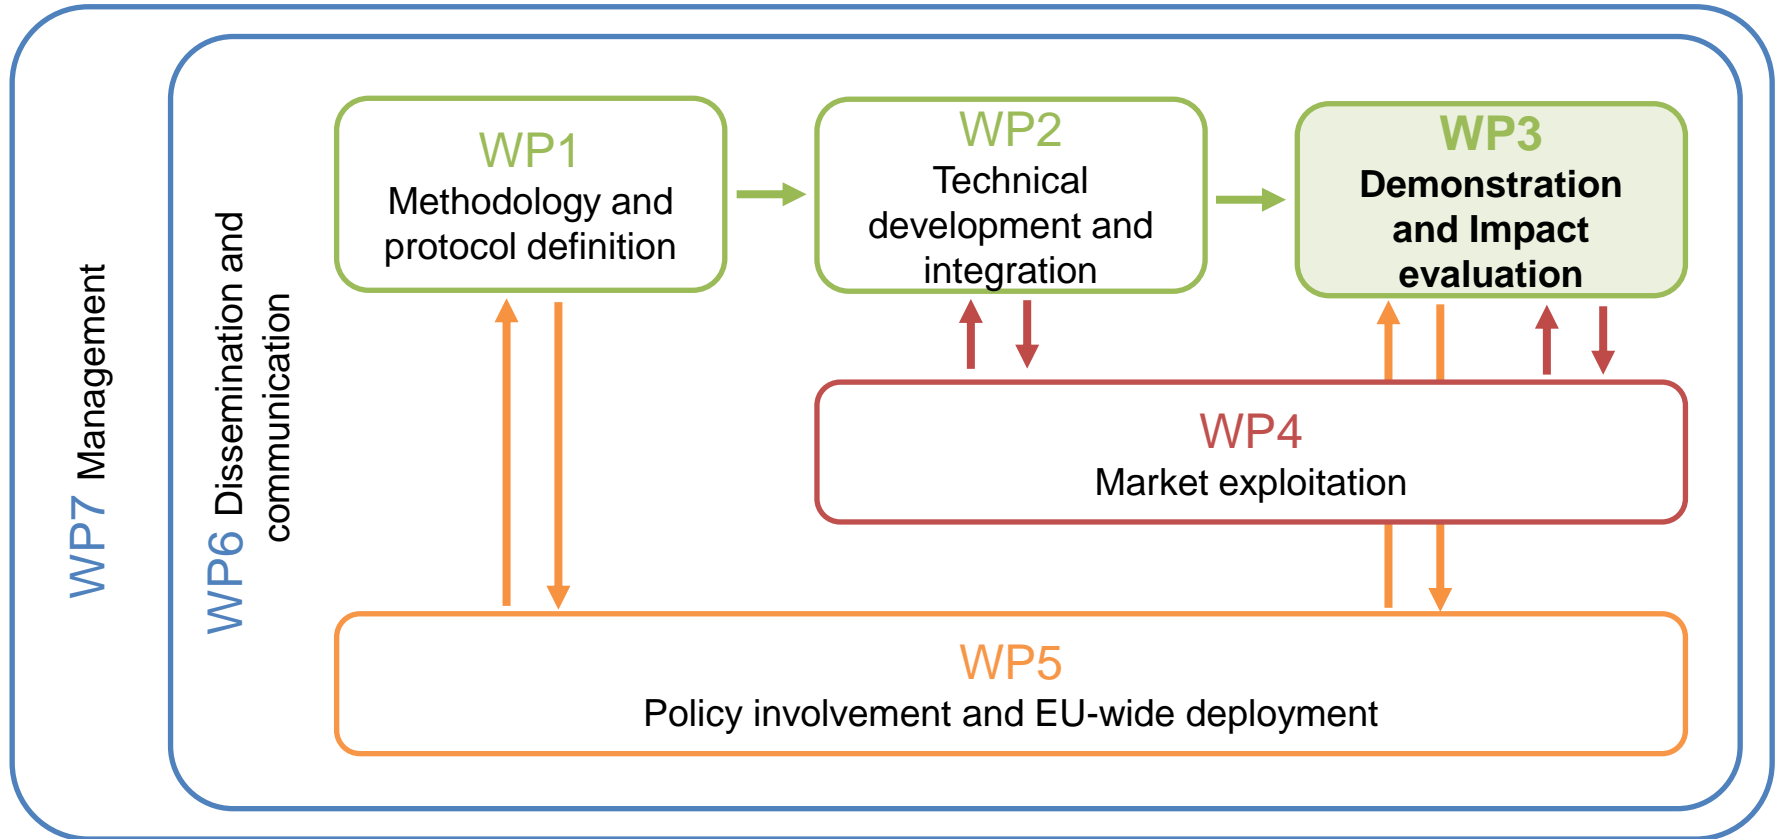 WP7 Management
WP6 Dissemination and
communication
WP1
Methodology and
protocol definition
WP2
Technical
development and
integration
WP3
Demonstration
and Impact
evaluation
WP4
Market exploitation
WP5
Policy involvement and EU-wide deployment